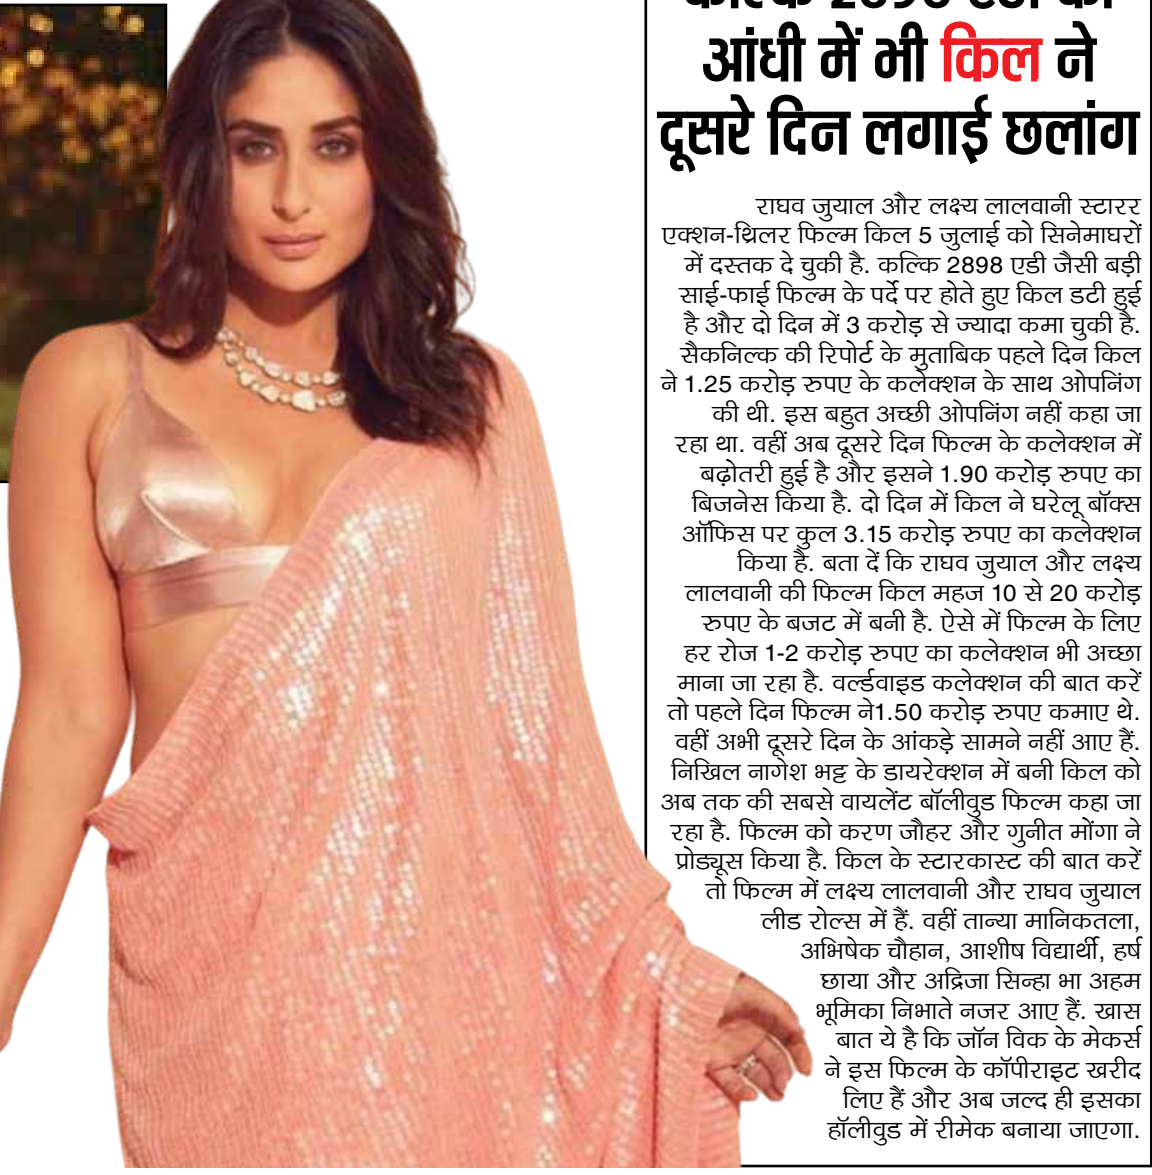 आंधी में भी किल ने
दूसरे दिन लगाई छलांग
राघव जुयाल और लक्ष्य लालवानी स्टारर
एक्शन-थ्रिलर फिल्म किल 5 जुलाई को सिनेमाघरों
में दस्तक दे चुकी है. कल्कि 2898 एडी जैसी बड़ी
साई-फाई फिल्म के पर्दे पर होते हुए किल डटी हुई
है और दो दिन में 3 करोड़ से ज्यादा कमा चुकी है.
सैकनिल्क की रिपोर्ट के मुताबिक पहले दिन किल
ने 1.25 करोड़ रुपए के कलेक्शन के साथ ओपनिंग
की थी. इस बहुत अच्छी ओपनिंग नहीं कहा जा
रहा था. वहीं अब दूसरे दिन फिल्म के कलेक्शन में
बढ़ोतरी हुई है और इसने 1.90 करोड़ रुपए का
बिजनेस किया है. दो दिन में किल ने घरेलू बॉक्स
ऑफिस पर कुल 3.15 करोड़ रुपए का कलेक्शन
किया है. बता दें कि राघव जुयाल और लक्ष्य
लालवानी की फिल्म किल महज 10 से 20 करोड़
रुपए के बजट में बनी है. ऐसे में फिल्म के लिए
हर रोज 1-2 करोड़ रुपए का कलेक्शन भी अच्छा
माना जा रहा है. वर्ल्डवाइड कलेक्शन की बात करें
तो पहले दिन फिल्म ने1.50 करोड़ रुपए कमाए थे.
वहीं अभी दूसरे दिन के आंकड़े सामने नहीं आए हैं.
निखिल नागेश भट्ट के डायरेक्शन में बनी किल को
अब तक की सबसे वायलेंट बॉलीवुड फिल्म कहा जा
रहा है. फिल्म को करण जौहर और गुनीत मोंगा ने
प्रोड्यूस किया है. किल के स्टारकास्ट की बात करें
तो फिल्म में लक्ष्य लालवानी और राघव जुयाल
लीड रोल्स में हैं. वहीं तान्या मानिकतला,
अभिषेक चौहान, आशीष विद्यार्थी, हर्ष
छाया और अद्रिजा सिन्हा भा अहम
भूमिका निभाते नजर आए हैं. खास
बात ये है कि जॉन विक के मेकर्स
ने इस फिल्म के कॉपीराइट खरीद
लिए हैं और अब जल्द ही इसका
हॉलीवुड में रीमेक बनाया जाएगा.